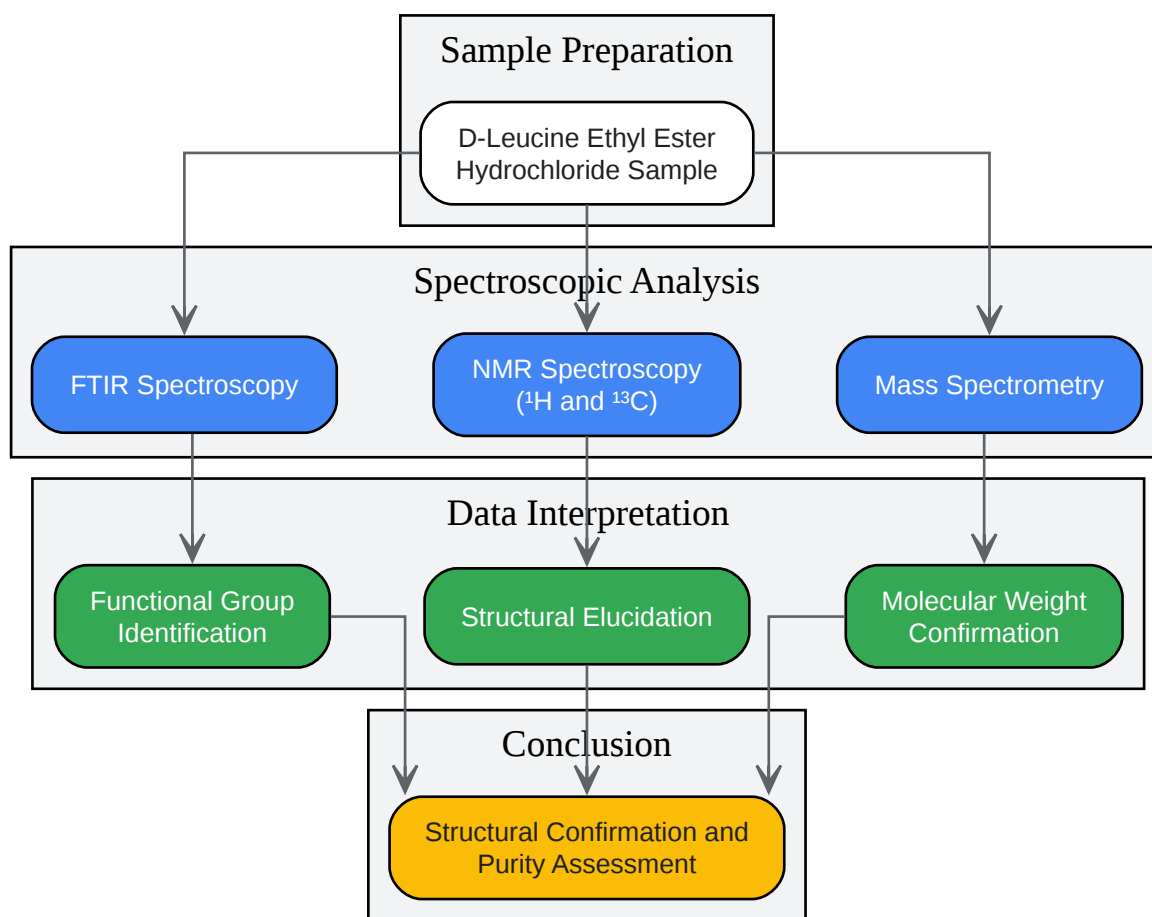 Sample Preparation
D-Leucine Ethyl Ester
Hydrochloride Sample
Spectroscopic Analysis
FTIR Spectroscopy
NMR Spectroscopy
(¹H and ¹³C)
Mass Spectrometry
Data Interpretation
Functional Group
Identification
Structural Elucidation
Molecular Weight
Confirmation
Conclusion
Structural Confirmation and
Purity Assessment